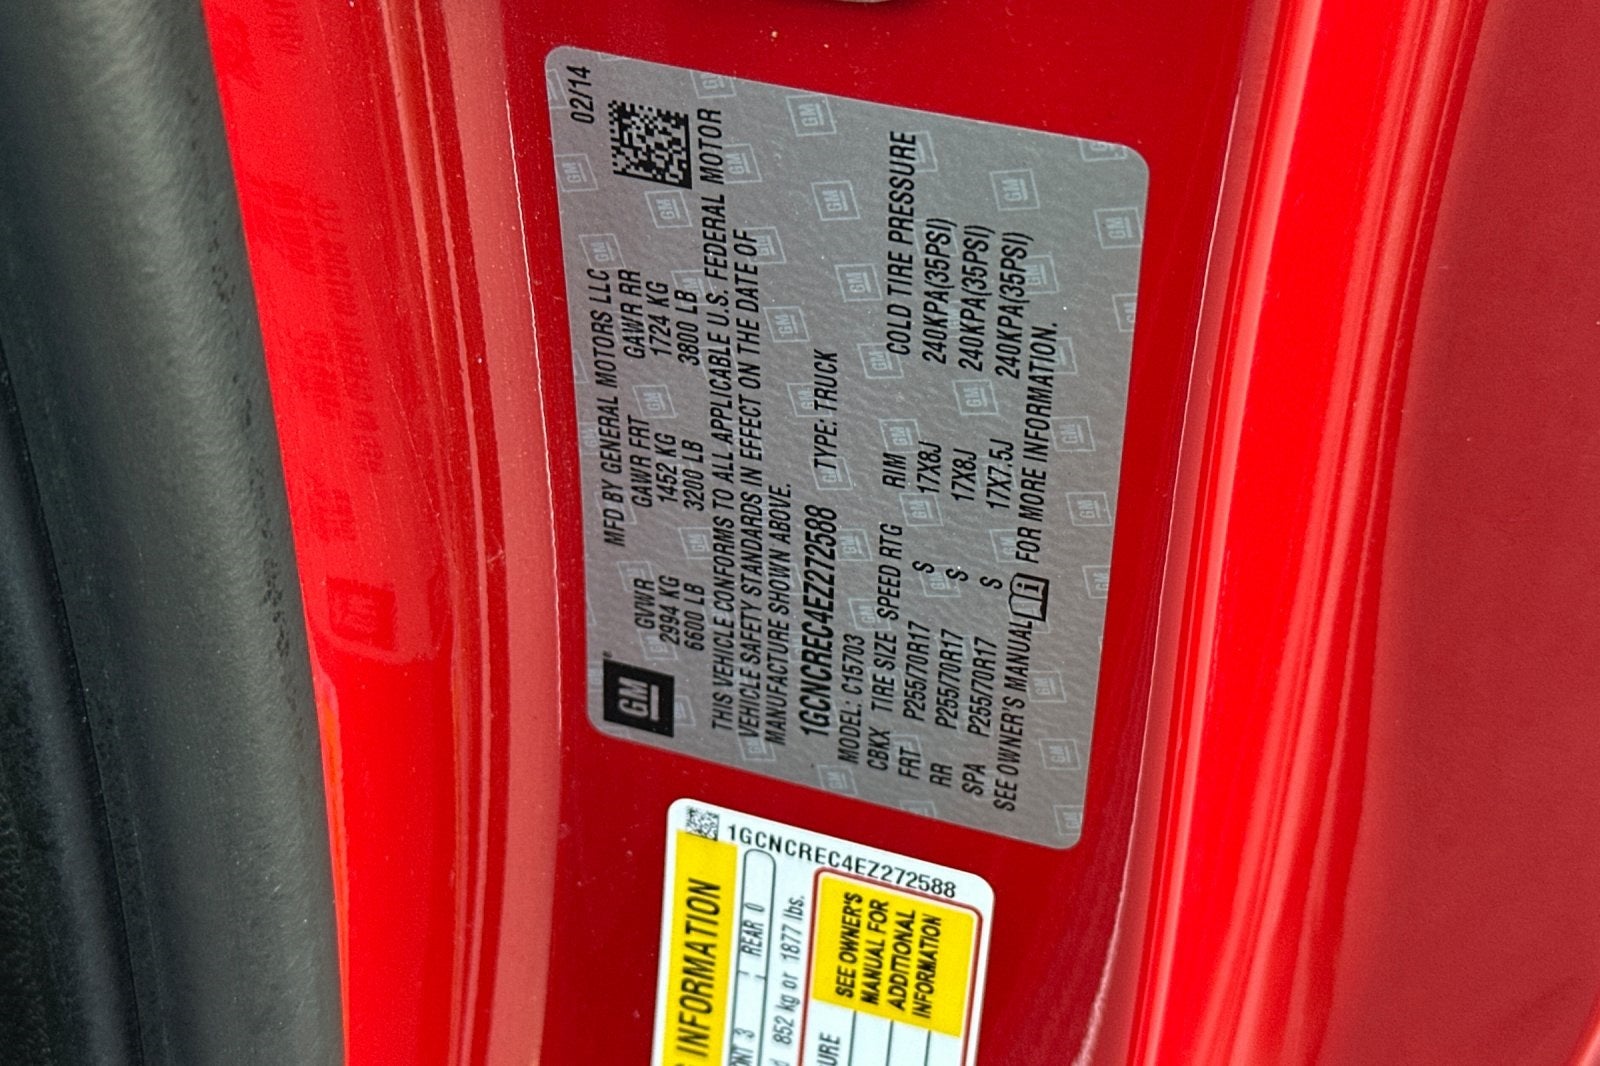 02/14
MFD BY GENERAL MOTORS LLC
GVWR GAWR FRT GAWR RR
2994 KG 1452 KG 1724 KG
6600 LB 3200 LB 3800 LB
GM
THIS VEHICLE CONFORMS TO ALL APPLICABLE U.S. FEDERAL MOTOR
VEHICLE SAFETY STANDARDS IN EFFECT ON THE DATE OF
MANUFACTURE SHOWN ABOVE.
1GCNCREC4EZ272588 TYPE: TRUCK
MODEL: C15703
CBKX TIRE SIZE SPEED RTG RIM COLD TIRE PRESSURE
FRT P255/70R17 S 17X8J 240KPA(35PSI)
RR P255/70R17 S 17X8J 240KPA(35PSI)
SPA P255/70R17 S 17X7.5J 240KPA(35PSI)
SEE OWNER'S MANUAL FOR MORE INFORMATION.
1GCNCREC4EZ272588
INFORMATION
3 REAR 0
852 kg or 1877 lbs.
SEE OWNER'S
MANUAL FOR
ADDITIONAL
INFORMATION